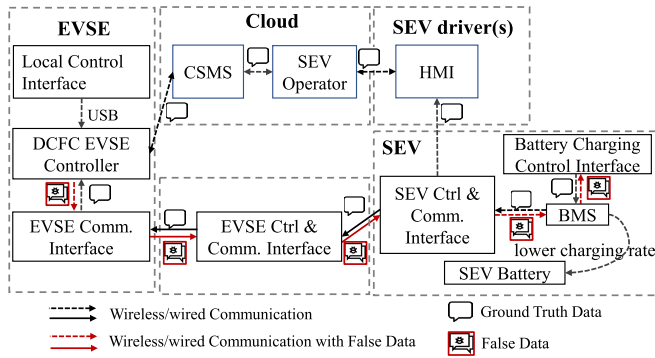 EVSE
Cloud
SEV driver(s)
Local Control
Interface
CSMS
SEV
Operator
HMI
USB
DCFC EVSE
Controller
SEV
Battery Charging
Control Interface
SEV Ctrl &
Comm.
Interface
EVSE Comm.
Interface
EVSE Ctrl &
Comm. Interface
BMS
lower charging rate
SEV Battery
Wireless/wired Communication
Ground Truth Data
Wireless/wired Communication with False Data
False Data